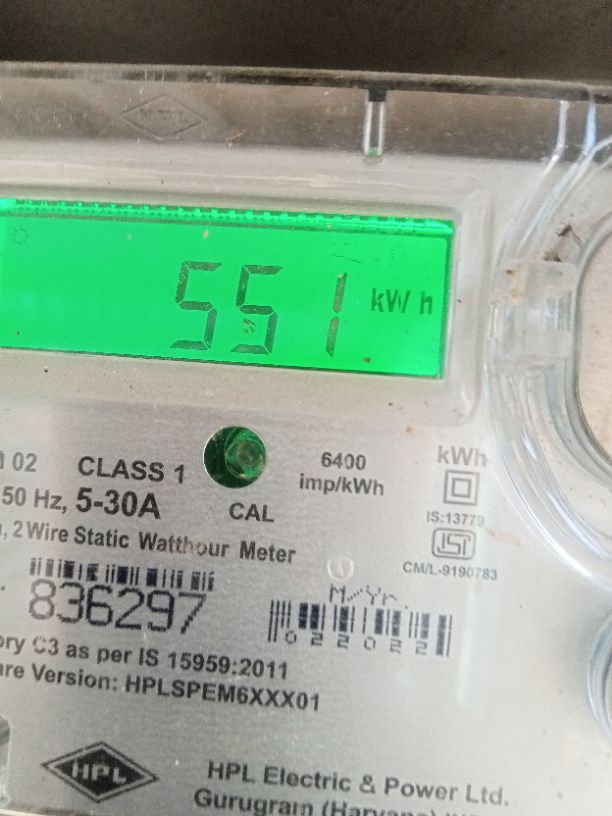 HPL
551 kWh
02 CLASS 1
6400
imp/kWh
kWh
50 Hz, 5-30A
CAL
IS:13779
2 Wire Static Watthour Meter
CM/L-9190783
836297
M/Yr.
022022
C3 as per IS 15959:2011
Version: HPLSPEM6XXX01
HPL
HPL Electric & Power Ltd.
Gurugram (Haryana)